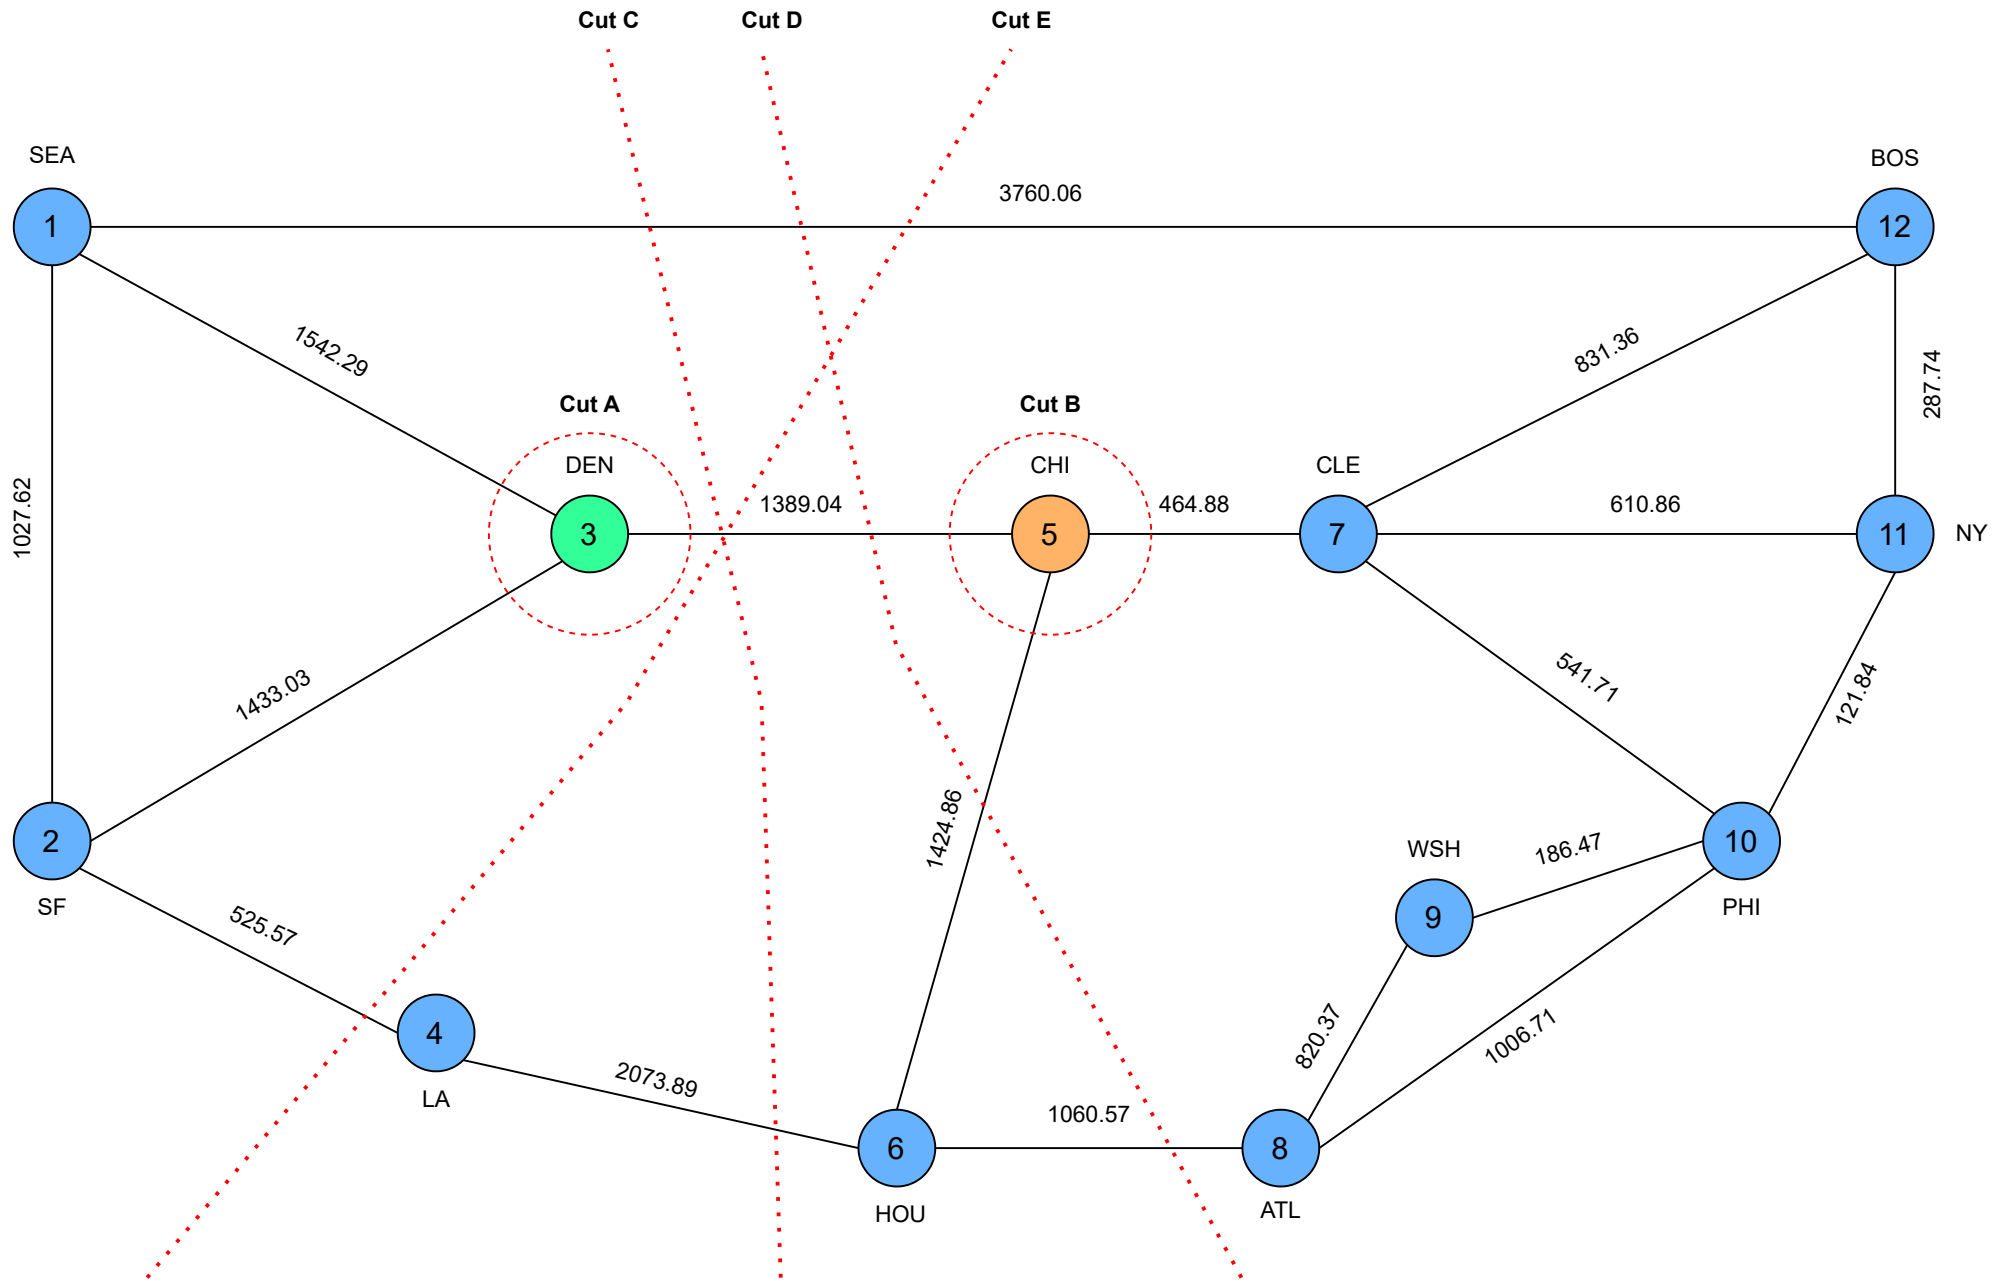 Cut C
Cut D
Cut E
SEA
BOS
3760.06
1
12
1542.29
831.36
287.74
Cut A
Cut B
DEN
CHI
CLE
1027.62
1389.04
464.88
610.86
3
5
7
11
NY
1433.03
541.71
121.84
1424.86
2
10
WSH
186.47
SF
PHI
525.57
9
4
820.37
1006.71
2073.89
LA
1060.57
6
8
HOU
ATL